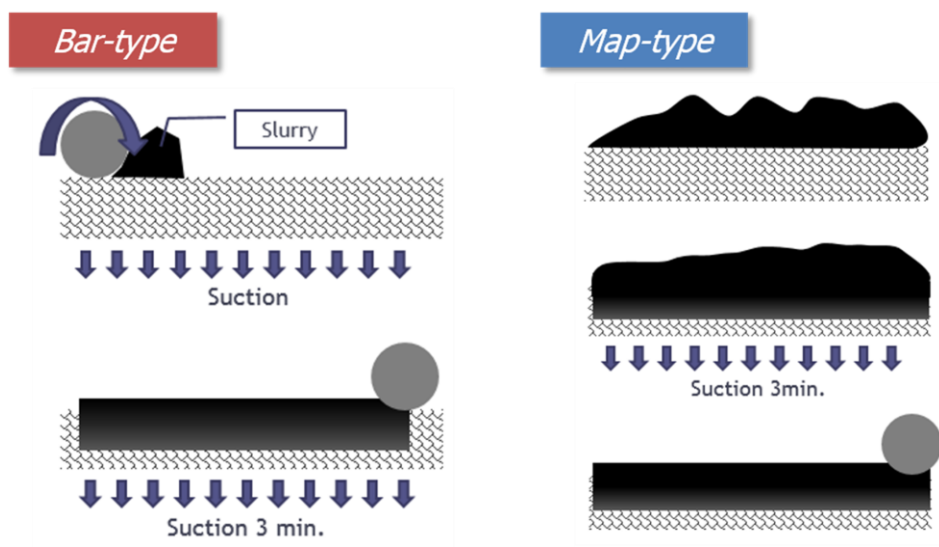 Bar-type
Map-type
Slurry
Suction
Suction 3min.
Suction 3 min.